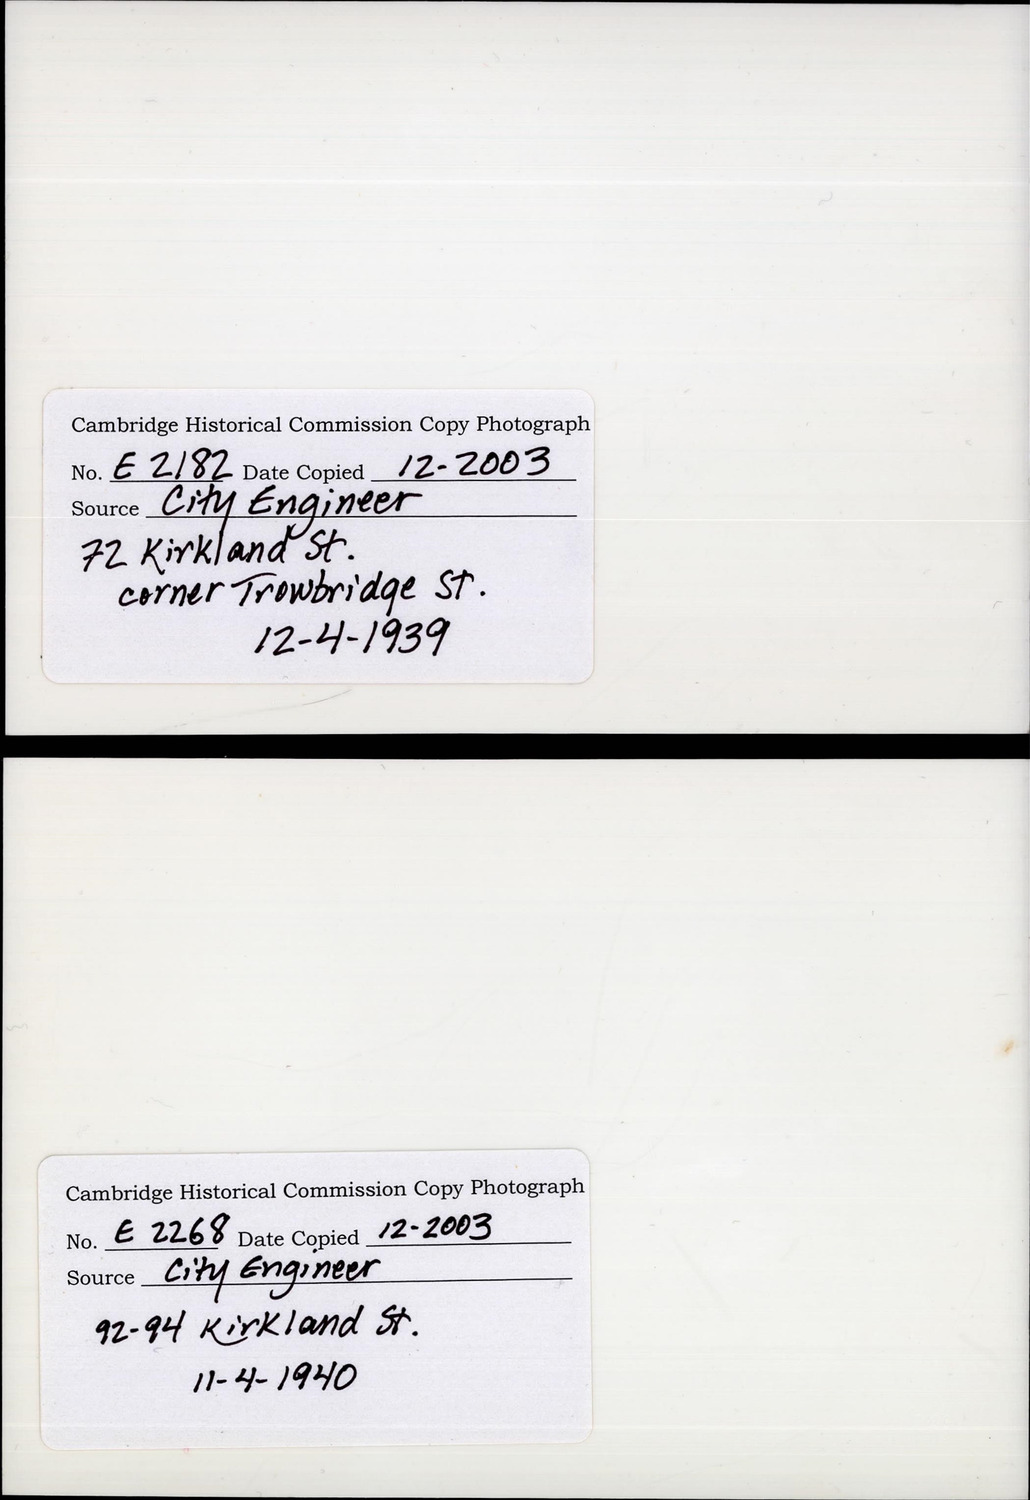 Cambridge Historical Commission Copy Photograph
No. E 2182 Date Copied 12-2003
Source City Engineer
72 Kirkland St.
corner Trowbridge St.
12-4-1939
Cambridge Historical Commission Copy Photograph
No. E 2268 Date Copied 12-2003
Source City Engineer
92-94 Kirkland St.
11-4-1940